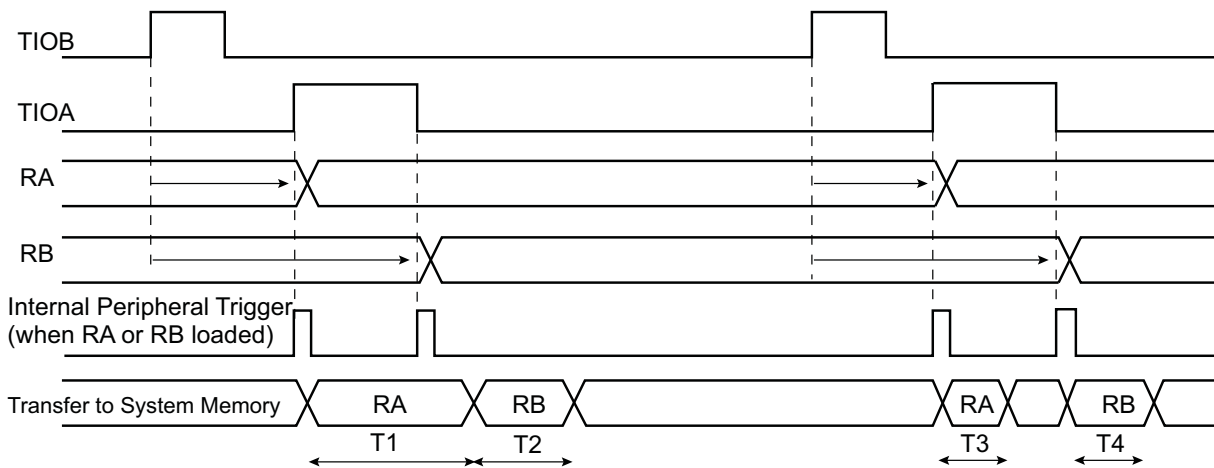 TIOB
TIOA
RA
RB
Internal Peripheral Trigger
(when RA or RB loaded)
Transfer to System Memory
RA
RB
RA
RB
T1
T2
T3
T4